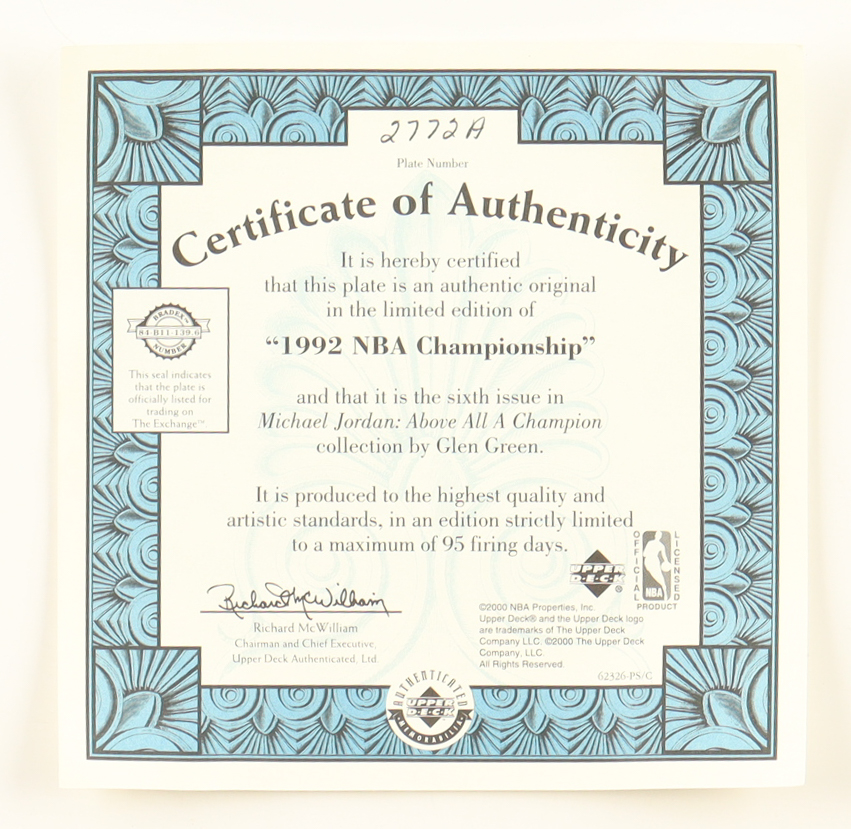 2772A
Plate Number
Certificate of Authenticity
It is hereby certified
that this plate is an authentic original
in the limited edition of
“1992 NBA Championship”
BRADEX™
84-B11-139.6
NUMBER
This seal indicates
that the plate is
officially listed for
trading on
The Exchange™
and that it is the sixth issue in
Michael Jordan: Above All A Champion
collection by Glen Green.
It is produced to the highest quality and
artistic standards, in an edition strictly limited
to a maximum of 95 firing days.
UPPER
DECK ®
OFFICIAL
LICENSED
NBA
PRODUCT
Richard McWilliam
Richard McWilliam
Chairman and Chief Executive,
Upper Deck Authenticated, Ltd.
©2000 NBA Properties, Inc.
Upper Deck® and the Upper Deck logo
are trademarks of The Upper Deck
Company LLC. ©2000 The Upper Deck
Company, LLC.
All Rights Reserved.
62326-PS/C
AUTHENTICATED
UPPER
DECK
MEMORABILIA